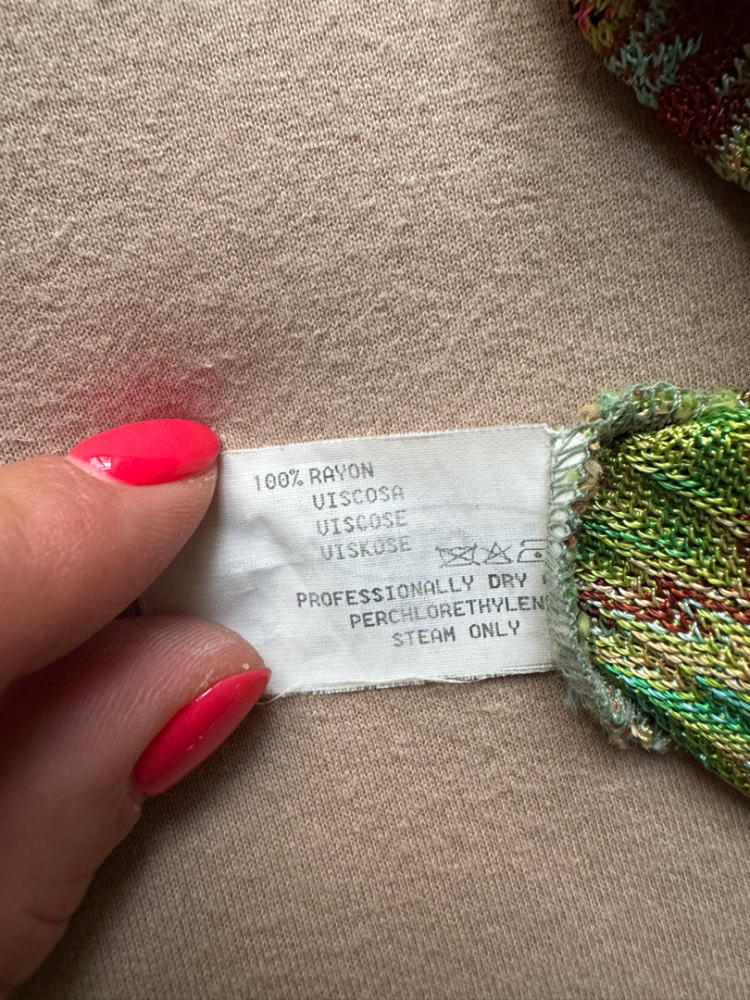 100% RAYON
VISCOSA
VISCOSE
VISKOSE
PROFESSIONALLY DRY
STEAM ONLY